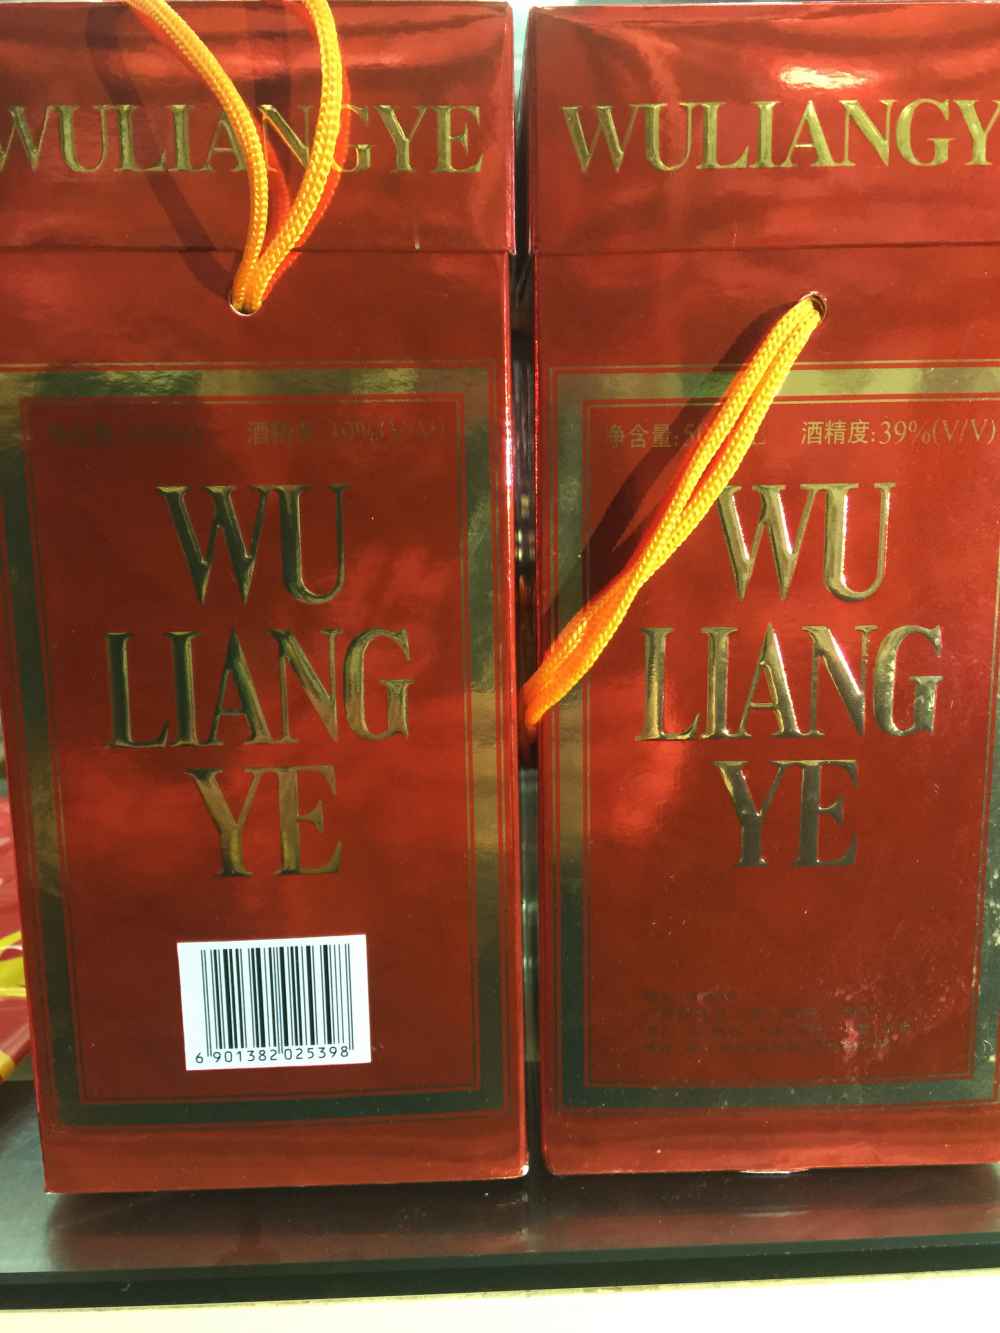 WULIANGYE
酒精度:39%(V/V)
WU
LIANG
YE
6 901382 025398
WULIANGY
净含量:
酒精度:39%(V/V)
WU
LIANG
YE